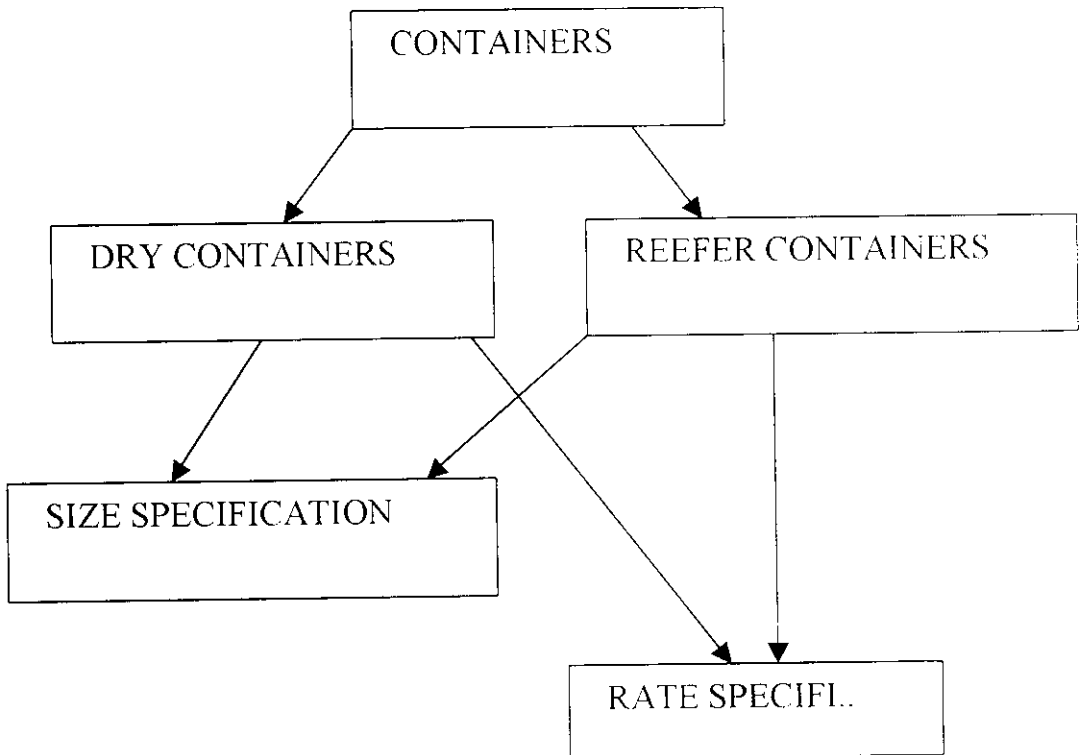 CONTAINERS
DRY CONTAINERS
REEFER CONTAINERS
SIZE SPECIFICATION
RATE SPECIFI..